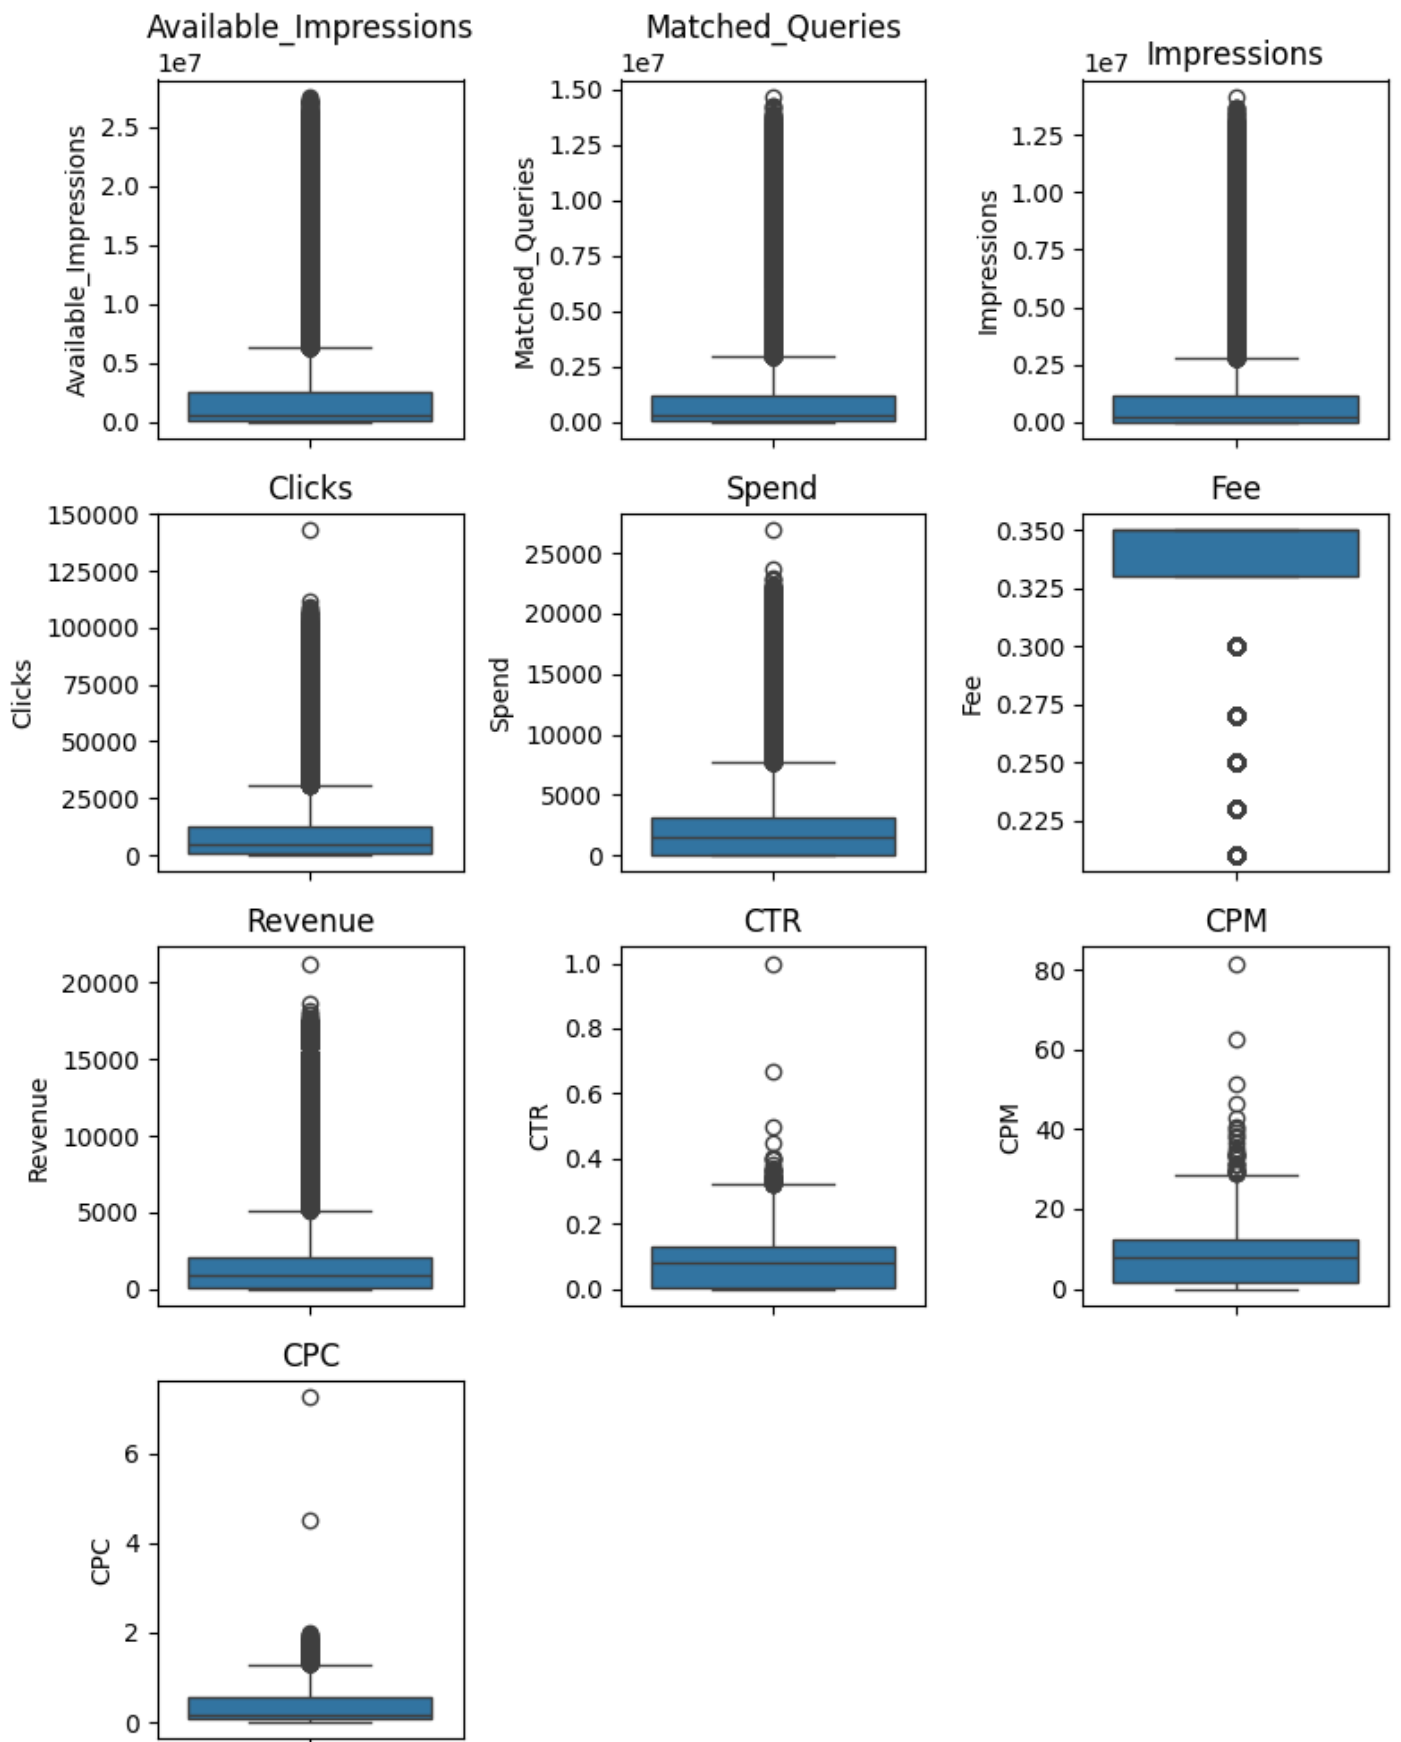 Available_Impressions
Matched_Queries
Impressions
1e7
1e7
1e7
Available_Impressions
2.5
2.0
1.5
1.0
0.5
0.0
Matched_Queries
1.50
1.25
1.00
0.75
0.50
0.25
0.00
Impressions
1.25
1.00
0.75
0.50
0.25
0.00
Clicks
Spend
Fee
Clicks
150000
125000
100000
75000
50000
25000
0
Spend
25000
20000
15000
10000
5000
0
Fee
0.350
0.325
0.300
0.275
0.250
0.225
Revenue
CTR
CPM
Revenue
20000
15000
10000
5000
0
CTR
1.0
0.8
0.6
0.4
0.2
0.0
CPM
80
60
40
20
0
CPC
CPC
6
4
2
0